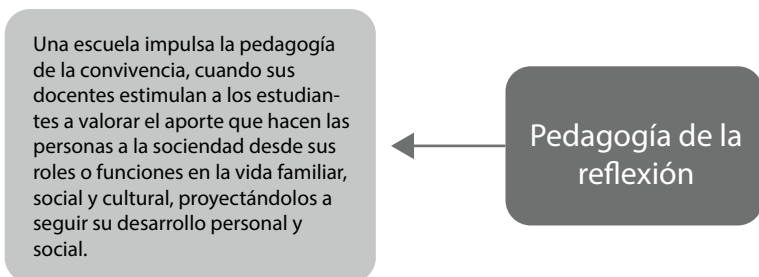 Una escuela impulsa la pedagogía
de la convivencia, cuando sus
docentes estimulan a los estudian-
tes a valorar el aporte que hacen las
personas a la sociendad desde sus
roles o funciones en la vida familiar,
social y cultural, proyectándolos a
seguir su desarrollo personal y
social.
Pedagogía de la
reflexión